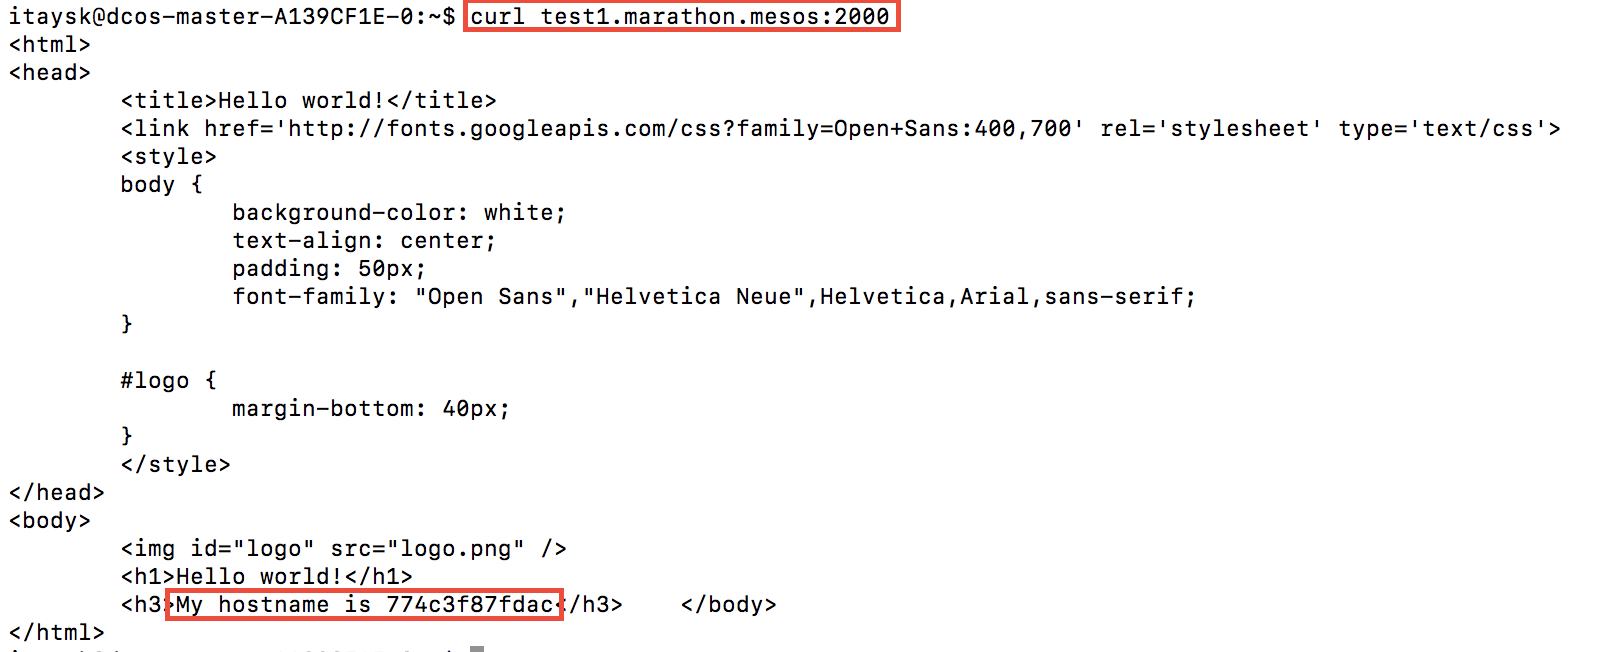 itaysk@dcos-master-A139CF1E-0:~$ curl test1.marathon.mesos:2000
<html>
<head>
        <title>Hello world!</title>
        <link href='http://fonts.googleapis.com/css?family=Open+Sans:400,700' rel='stylesheet' type='text/css'>
        <style>
        body {
                background-color: white;
                text-align: center;
                padding: 50px;
                font-family: "Open Sans","Helvetica Neue",Helvetica,Arial,sans-serif;
        }
        #logo {
                margin-bottom: 40px;
        }
        </style>
</head>
<body>
        <img id="logo" src="logo.png" />
        <h1>Hello world!</h1>
        <h3>My hostname is 774c3f87fdac</h3>    </body>
</html>